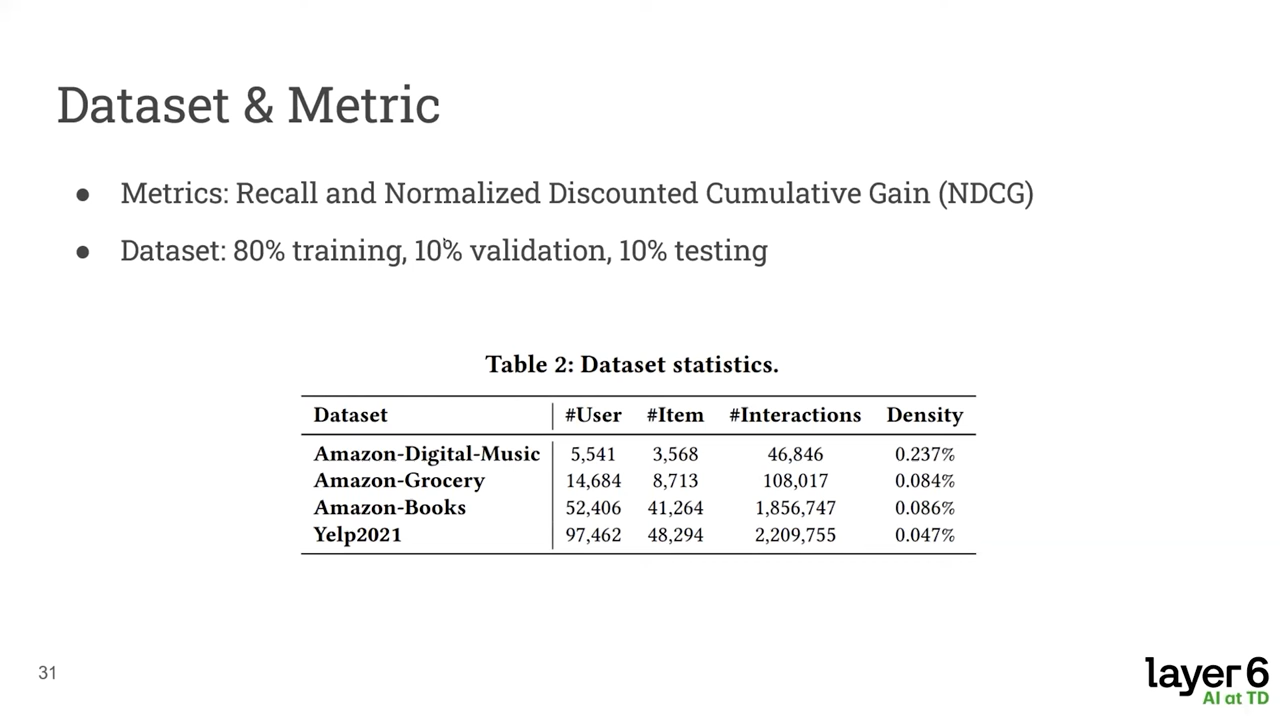 Dataset & Metric
● Metrics: Recall and Normalized Discounted Cumulative Gain (NDCG)
● Dataset: 80% training, 10% validation, 10% testing
Table 2: Dataset statistics.
Dataset #User #Item #Interactions Density
Amazon-Digital-Music 5,541 3,568 46,846 0.237%
Amazon-Grocery 14,684 8,713 108,017 0.084%
Amazon-Books 52,406 41,264 1,856,747 0.086%
Yelp2021 97,462 48,294 2,209,755 0.047%
31
layer 6
AI at TD